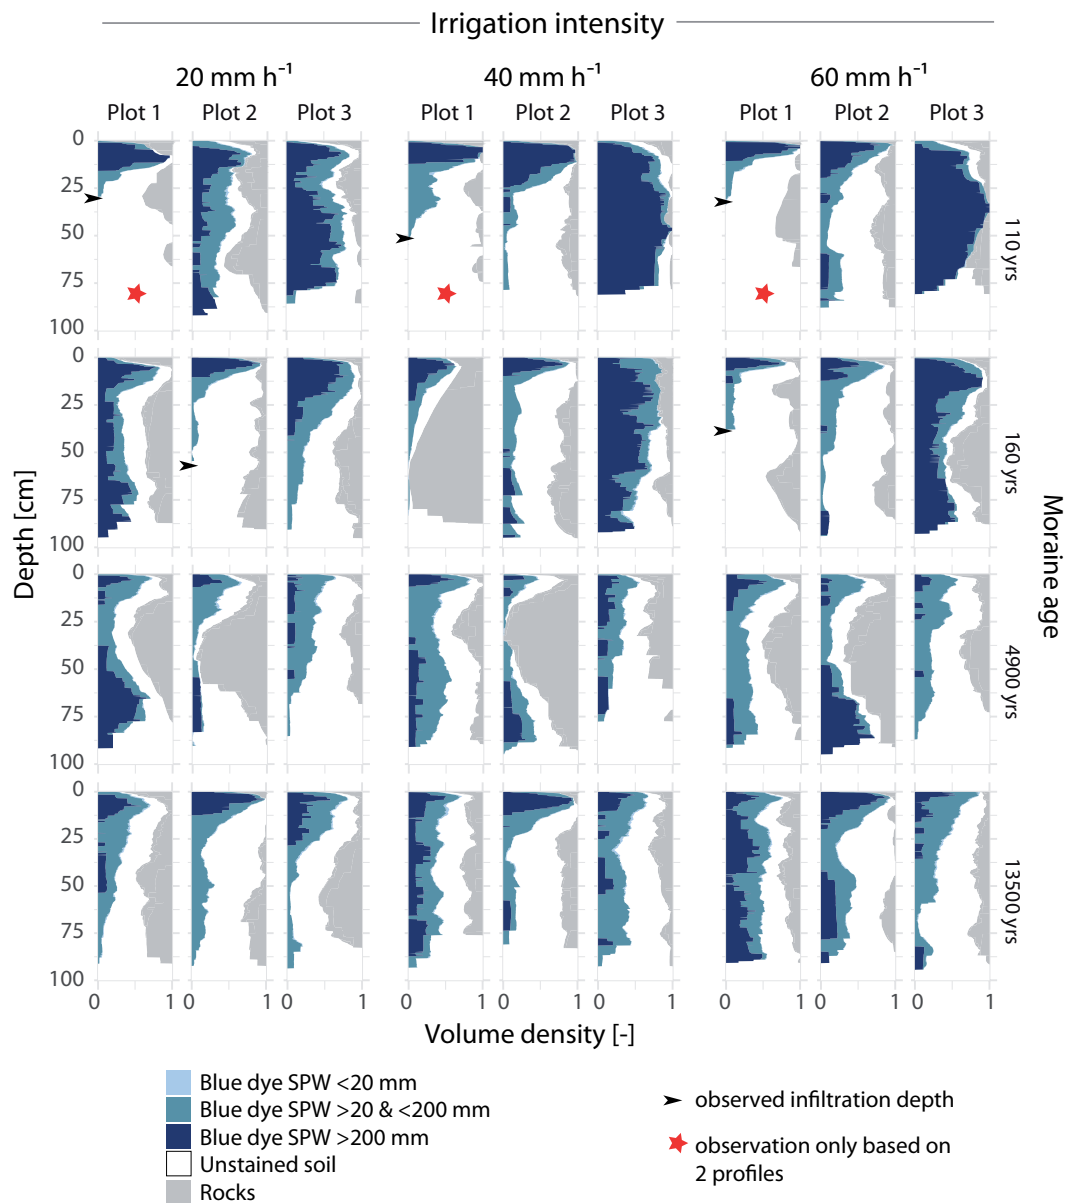 Irrigation intensity
20 mm h⁻¹ 40 mm h⁻¹ 60 mm h⁻¹
Plot 1 Plot 2 Plot 3 Plot 1 Plot 2 Plot 3 Plot 1 Plot 2 Plot 3
0
25
50
75
100
110 yrs
0
25
50
75
100
160 yrs
0
25
50
75
100
4900 yrs
0
25
50
75
100
13500 yrs
Depth [cm]
Moraine age
0 1 0 1 0 1 0 1 0 1 0 1 0 1 0 1 0 1
Volume density [-]
Blue dye SPW <20 mm
Blue dye SPW >20 & <200 mm
Blue dye SPW >200 mm
Unstained soil
Rocks
observed infiltration depth
observation only based on
2 profiles